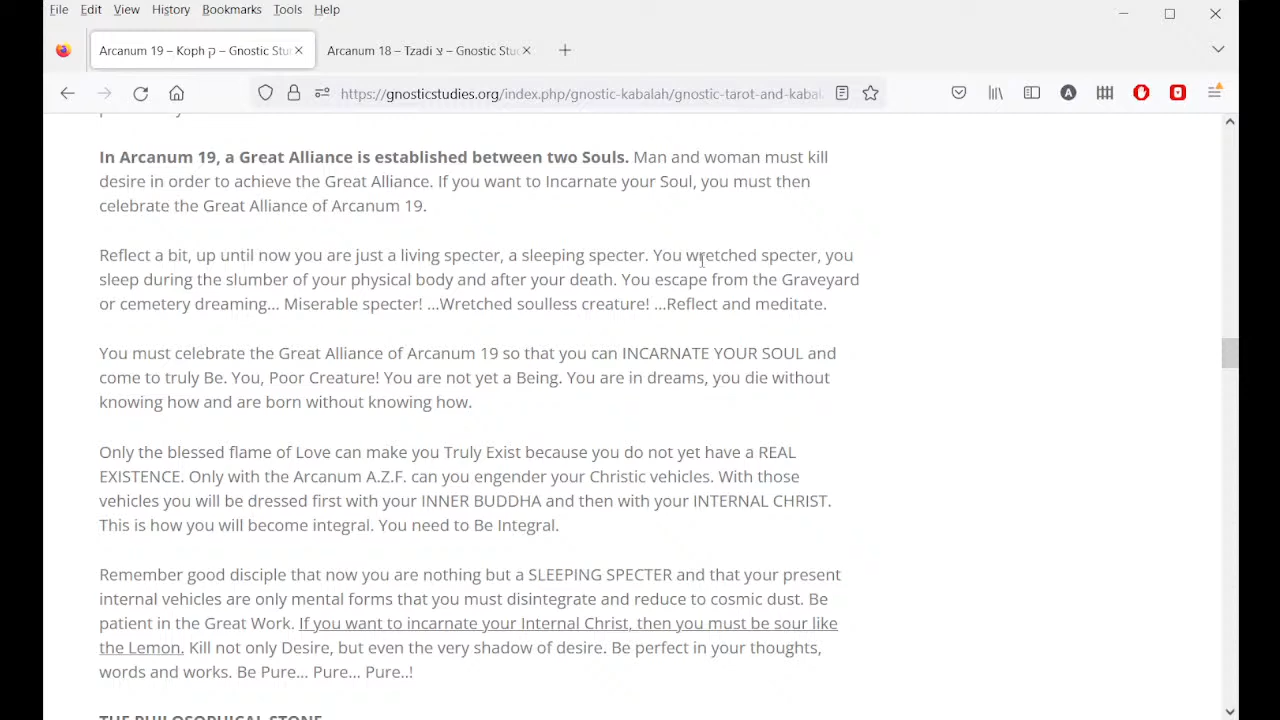 File Edit View History Bookmarks Tools Help
Arcanum 19 – Koph ק – Gnostic Stu
Arcanum 18 – Tzadi צ – Gnostic Stu
https://gnosticstudies.org/index.php/gnostic-kabalah/gnostic-tarot-and-kabal
In Arcanum 19, a Great Alliance is established between two Souls. Man and woman must kill
desire in order to achieve the Great Alliance. If you want to Incarnate your Soul, you must then
celebrate the Great Alliance of Arcanum 19.
Reflect a bit, up until now you are just a living specter, a sleeping specter. You wretched specter, you
sleep during the slumber of your physical body and after your death. You escape from the Graveyard
or cemetery dreaming... Miserable specter! ...Wretched soulless creature! ...Reflect and meditate.
You must celebrate the Great Alliance of Arcanum 19 so that you can INCARNATE YOUR SOUL and
come to truly Be. You, Poor Creature! You are not yet a Being. You are in dreams, you die without
knowing how and are born without knowing how.
Only the blessed flame of Love can make you Truly Exist because you do not yet have a REAL
EXISTENCE. Only with the Arcanum A.Z.F. can you engender your Christic vehicles. With those
vehicles you will be dressed first with your INNER BUDDHA and then with your INTERNAL CHRIST.
This is how you will become integral. You need to Be Integral.
Remember good disciple that now you are nothing but a SLEEPING SPECTER and that your present
internal vehicles are only mental forms that you must disintegrate and reduce to cosmic dust. Be
patient in the Great Work. If you want to incarnate your Internal Christ, then you must be sour like
the Lemon. Kill not only Desire, but even the very shadow of desire. Be perfect in your thoughts,
words and works. Be Pure... Pure... Pure..!
THE PHILOSOPHICAL STONE